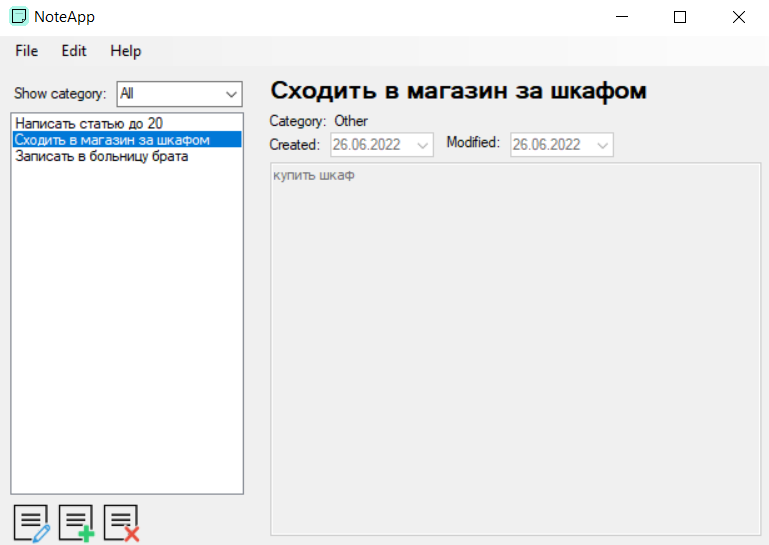 NoteApp
File Edit Help
Show category: All
Написать статью до 20
Сходить в магазин за шкафом
Записать в больницу брата
Сходить в магазин за шкафом
Category: Other
Created: 26.06.2022 Modified: 26.06.2022
купить шкаф